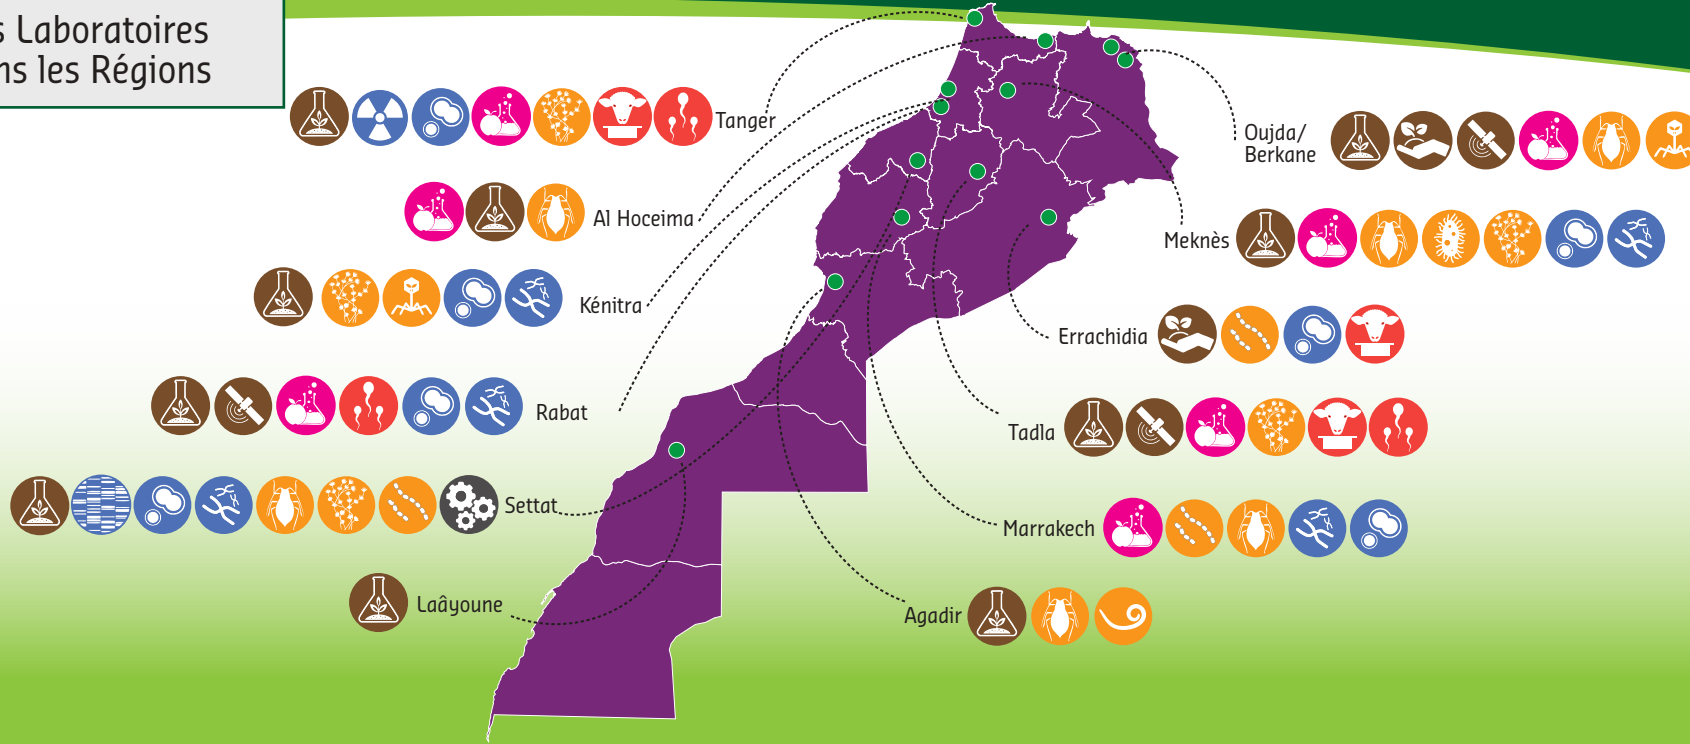 s Laboratoires
ns les Régions
Tanger
Oujda/
Berkane
Al Hoceima
Meknès
Kénitra
Errachidia
Rabat
Tadla
Settat
Marrakech
Laâyoune
Agadir